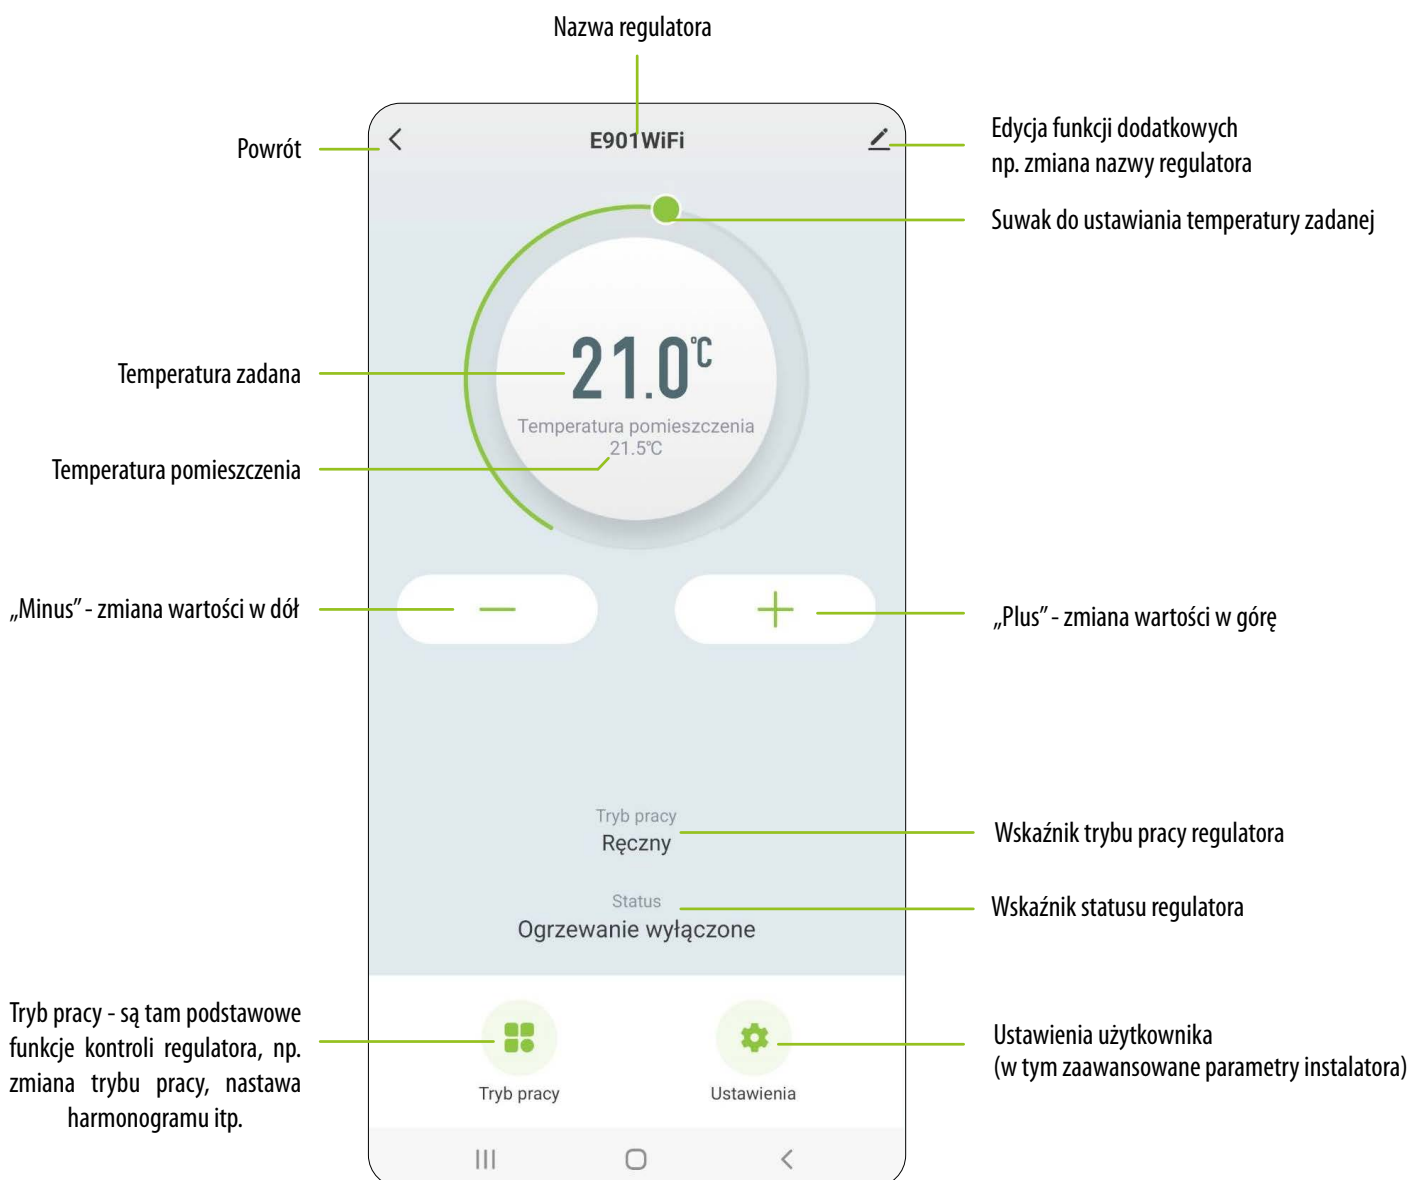 Nazwa regulatora
Powrót
E901WiFi
Edycja funkcji dodatkowych
np. zmiana nazwy regulatora
Suwak do ustawiania temperatury zadanej
Temperatura zadana
21.0°C
Temperatura pomieszczenia
21.5°C
Temperatura pomieszczenia
„Minus” - zmiana wartości w dół
„Plus” - zmiana wartości w górę
Tryb pracy
Ręczny
Wskaźnik trybu pracy regulatora
Status
Ogrzewanie wyłączone
Wskaźnik statusu regulatora
Tryb pracy - są tam podstawowe
funkcje kontroli regulatora, np.
zmiana trybu pracy, nastawa
harmonogramu itp.
Tryb pracy
Ustawienia
Ustawienia użytkownika
(w tym zaawansowane parametry instalatora)